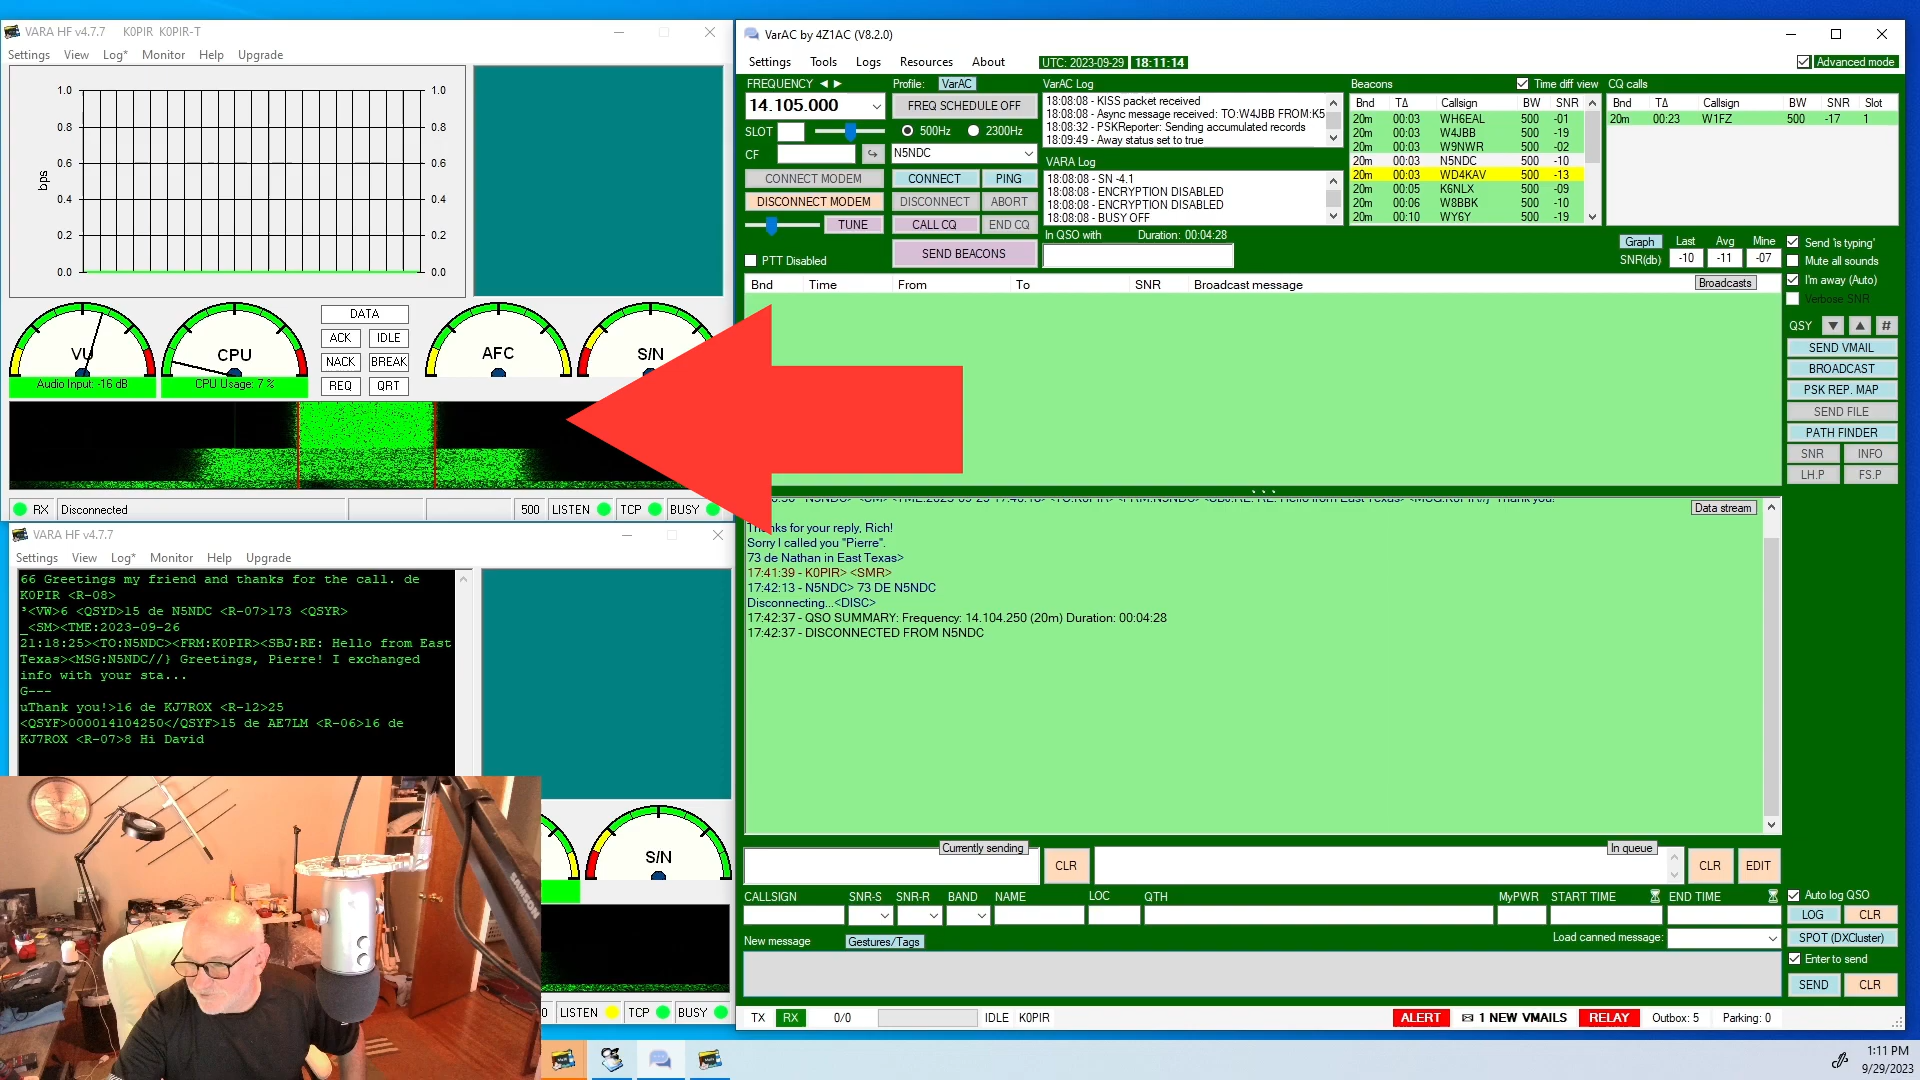 VARA HF v4.7.7 K0PIR K0PIR-T
Settings View Log* Monitor Help Upgrade
1.0 1.0
0.8 0.8
0.6 0.6
bps
0.4 0.4
0.2 0.2
0.0 0.0
VU
Audio Input: -16 dB
CPU
CPU Usage: 7 %
DATA
ACK IDLE
NACK BREAK
REQ QRT
AFC
S/N
RX Disconnected 500 LISTEN TCP BUSY
VARA HF v4.7.7
Settings View Log* Monitor Help Upgrade
66 Greetings my friend and thanks for the call. de
K0PIR <R-08>
³<VW>6 <QSYD>15 de N5NDC <R-07>173 <QSYR>
_<SM><TME:2023-09-26
21:18:25><TO:N5NDC><FRM:K0PIR><SBJ:RE: Hello from East
Texas><MSG:N5NDC//} Greetings, Pierre! I exchanged
info with your sta...
G---
uThank you!>16 de KJ7ROX <R-12>25
<QSYF>000014104250</QSYF>15 de AE7LM <R-06>16 de
KJ7ROX <R-07>8 Hi David
S/N
SAMSON
LISTEN TCP BUSY
VarAC by 4Z1AC (V8.2.0)
Settings Tools Logs Resources About UTC: 2023-09-29 18:11:14 Advanced mode
FREQUENCY Profile: VarAC
14.105.000 FREQ SCHEDULE OFF
SLOT 500Hz 2300Hz
CF N5NDC
CONNECT MODEM CONNECT PING
DISCONNECT MODEM DISCONNECT ABORT
TUNE CALL CQ END CQ
SEND BEACONS
PTT Disabled
VarAC Log
18:08:08 - KISS packet received
18:08:08 - Async message received: TO:W4JBB FROM:K5
18:08:32 - PSKReporter: Sending accumulated records
18:09:49 - Away status set to true
VARA Log
18:08:08 - SN -4.1
18:08:08 - ENCRYPTION DISABLED
18:08:08 - ENCRYPTION DISABLED
18:08:08 - BUSY OFF
In QSO with Duration: 00:04:28
Beacons Time diff view
Bnd TΔ Callsign BW SNR
20m 00:03 WH6EAL 500 -01
20m 00:03 W4JBB 500 -19
20m 00:03 W9NWR 500 -02
20m 00:03 N5NDC 500 -10
20m 00:03 WD4KAV 500 -13
20m 00:05 K6NLX 500 -09
20m 00:06 W8BBK 500 -10
20m 00:10 WY6Y 500 -19
CQ calls
Bnd TΔ Callsign BW SNR Slot
20m 00:23 W1FZ 500 -17 1
Graph Last Avg Mine
SNR(db) -10 -11 -07
Send 'is typing'
Mute all sounds
I'm away (Auto)
Verbose SNR
QSY ▼ ▲ #
SEND VMAIL
BROADCAST
PSK REP. MAP
SEND FILE
PATH FINDER
SNR INFO
LH.P FS.P
Bnd Time From To SNR Broadcast message Broadcasts
Data stream
Thanks for your reply, Rich!
Sorry I called you "Pierre".
73 de Nathan in East Texas>
17:41:39 - K0PIR> <SMR>
17:42:13 - N5NDC> 73 DE N5NDC
Disconnecting...<DISC>
17:42:37 - QSO SUMMARY: Frequency: 14.104.250 (20m) Duration: 00:04:28
17:42:37 - DISCONNECTED FROM N5NDC
Currently sending CLR In queue CLR EDIT
CALLSIGN SNR-S SNR-R BAND NAME LOC QTH MyPWR START TIME END TIME
Auto log QSO
LOG CLR
New message Gestures/Tags Load canned message: SPOT (DXCluster)
Enter to send
SEND CLR
TX RX 0/0 IDLE K0PIR ALERT 1 NEW VMAILS RELAY Outbox: 5 Parking: 0
1:11 PM
9/29/2023